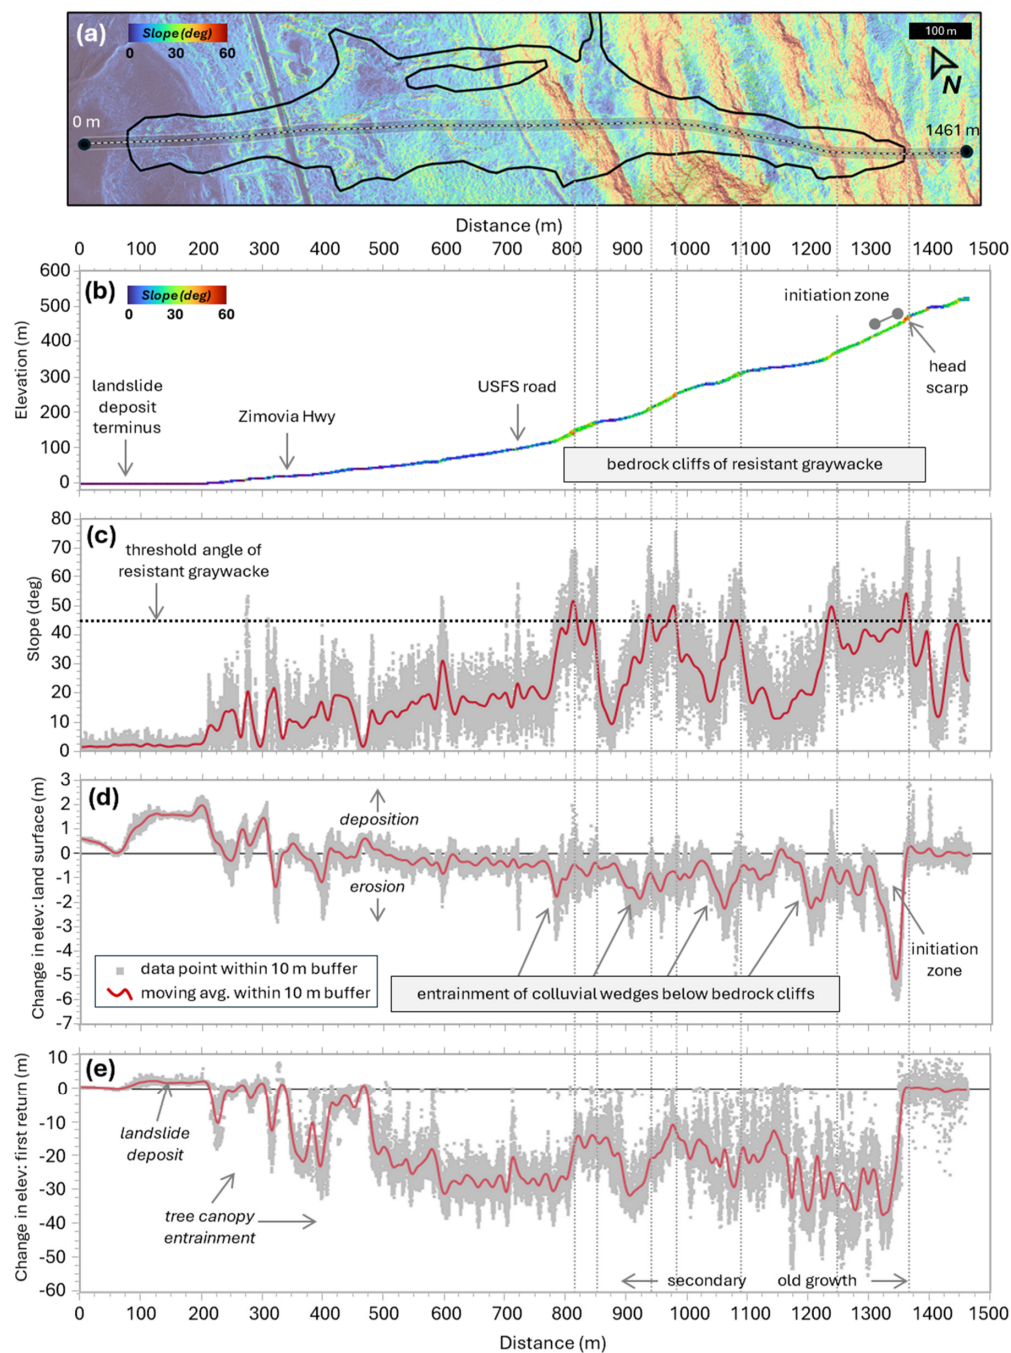 (a)
Slope (deg)
0 30 60
100 m
N
0 m
1461 m
Distance (m)
0 100 200 300 400 500 600 700 800 900 1000 1100 1200 1300 1400 1500
(b)
Slope (deg)
0 30 60
Elevation (m)
600
500
400
300
200
100
0
landslide
deposit
terminus
Zimovia Hwy
USFS road
initiation zone
head
scarp
bedrock cliffs of resistant graywacke
(c)
Slope (deg)
80
70
60
50
40
30
20
10
0
threshold angle of
resistant graywacke
(d)
Change in elev: land surface (m)
3
2
1
0
-1
-2
-3
-4
-5
-6
-7
deposition
erosion
data point within 10 m buffer
moving avg. within 10 m buffer
entrainment of colluvial wedges below bedrock cliffs
initiation
zone
(e)
Change in elev: first return (m)
10
0
-10
-20
-30
-40
-50
-60
landslide
deposit
tree canopy
entrainment
secondary
old growth
0 100 200 300 400 500 600 700 800 900 1000 1100 1200 1300 1400 1500
Distance (m)